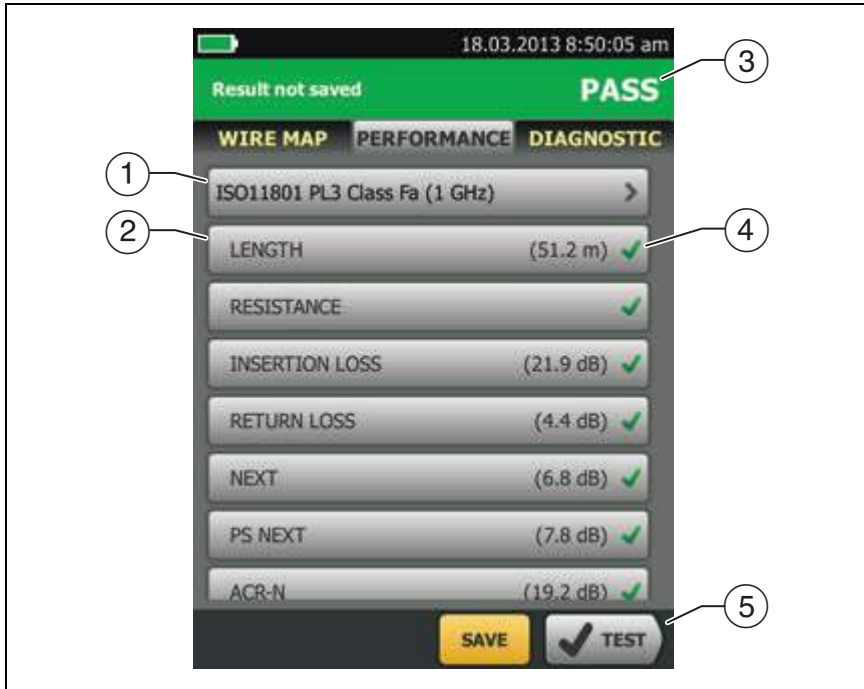 18.03.2013 8:50:05 am
Result not saved PASS
WIRE MAP PERFORMANCE DIAGNOSTIC
ISO11801 PL3 Class Fa (1 GHz)
LENGTH (51.2 m)
RESISTANCE
INSERTION LOSS (21.9 dB)
RETURN LOSS (4.4 dB)
NEXT (6.8 dB)
PS NEXT (7.8 dB)
ACR-N (19.2 dB)
SAVE TEST
1
2
3
4
5